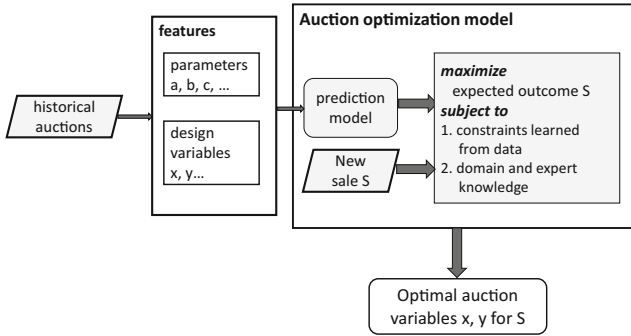 Auction optimization model
features
parameters
a, b, c, ...
design
variables
x, y...
historical
auctions
prediction
model
New
sale S
maximize
expected outcome S
subject to
1. constraints learned
from data
2. domain and expert
knowledge
Optimal auction
variables x, y for S